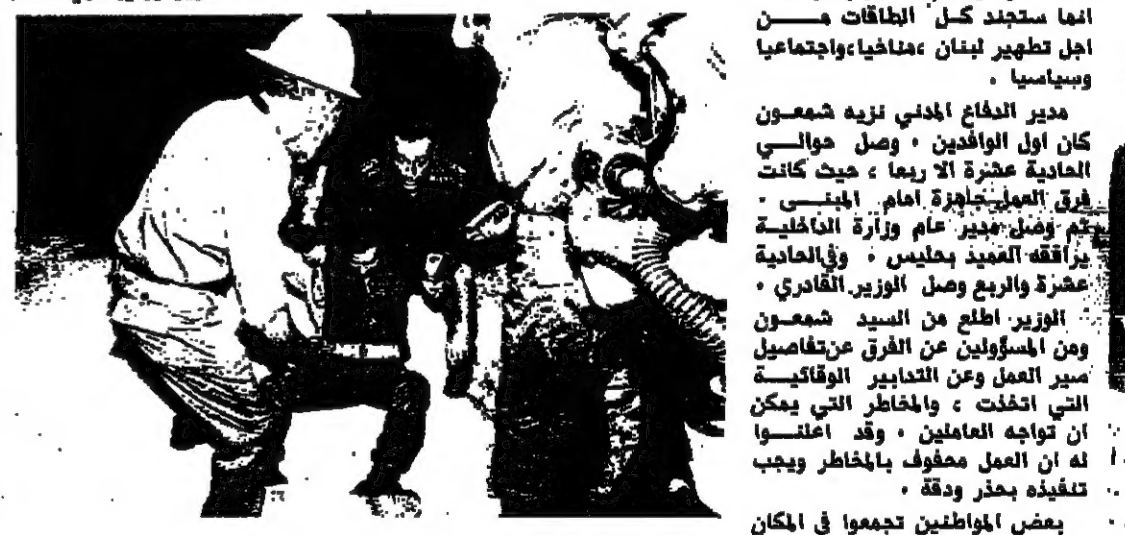 انها ستجند كل الطاقات من
اجل تطهير لبنان ،مناخيا،واجتماعيا
وسياسيا .
مدير الدفاع المدني نزيه شمعون
كان اول الوافدين . وصل حوالي
الحادية عشرة الا ربعا ، حيث كانت
فرق العمل جاهزة امام المبنى .
ثم وصل مدير عام وزارة الداخلية
يرافقه العميد بحليس . وفي الحادية
عشرة والربع وصل الوزير القادري .
الوزير اطلع من السيد شمعون
ومن المسؤولين عن الفرق عن تفاصيل
سير العمل وعن التدابير الوقائية
التي اتخذت ، والمخاطر التي يمكن
ان تواجه العاملين . وقد اعلنوا
له ان العمل محفوف بالمخاطر ويجب
تنفيذه بحذر ودقة .
بعض المواطنين تجمعوا في المكان